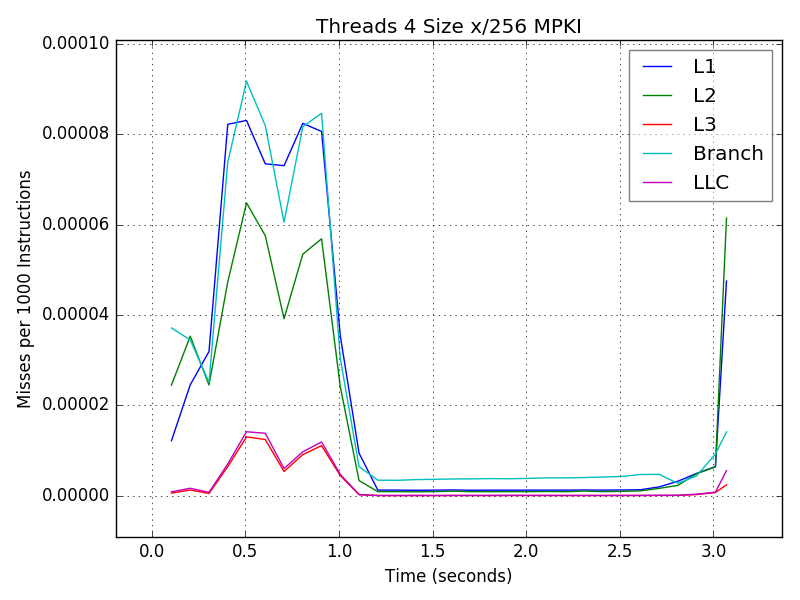 Threads 4 Size x/256 MPKI
Misses per 1000 Instructions
0.00010
0.00008
0.00006
0.00004
0.00002
0.00000
L1
L2
L3
Branch
LLC
0.0 0.5 1.0 1.5 2.0 2.5 3.0
Time (seconds)